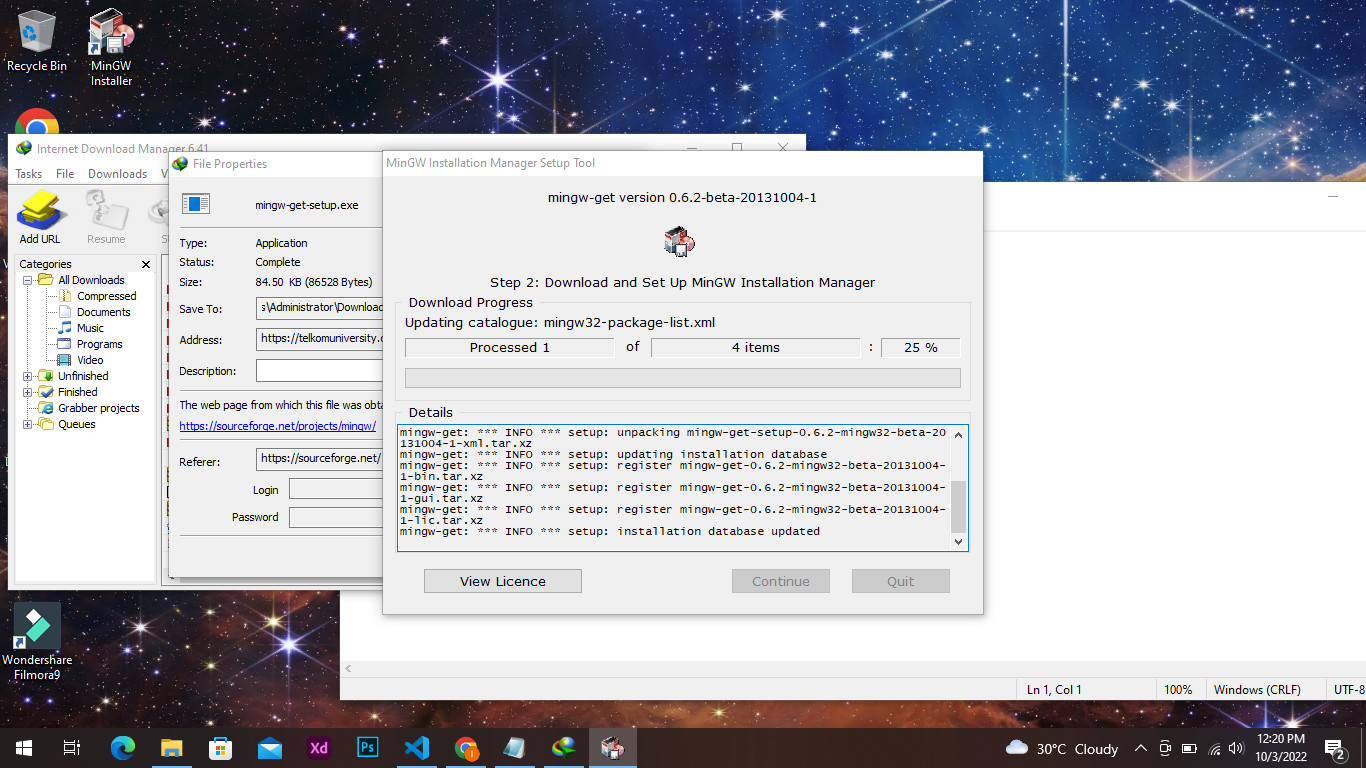 Recycle Bin
MinGW
Installer
Internet Download Manager 6.41
Tasks File Downloads
Add URL
Resume
Categories
All Downloads
Compressed
Documents
Music
Programs
Video
Unfinished
Finished
Grabber projects
Queues
File Properties
mingw-get-setup.exe
Type: Application
Status: Complete
Size: 84.50 KB (86528 Bytes)
Save To: s\Administrator\Download
Address: https://telkomuniversity.
Description:
The web page from which this file was obta
https://sourceforge.net/projects/mingw/
Referer: https://sourceforge.net/
Login
Password
MinGW Installation Manager Setup Tool
mingw-get version 0.6.2-beta-20131004-1
Step 2: Download and Set Up MinGW Installation Manager
Download Progress
Updating catalogue: mingw32-package-list.xml
Processed 1 of 4 items : 25 %
Details
mingw-get: *** INFO *** setup: unpacking mingw-get-setup-0.6.2-mingw32-beta-20
131004-1-xml.tar.xz
mingw-get: *** INFO *** setup: updating installation database
mingw-get: *** INFO *** setup: register mingw-get-0.6.2-mingw32-beta-20131004-
1-bin.tar.xz
mingw-get: *** INFO *** setup: register mingw-get-0.6.2-mingw32-beta-20131004-
1-gui.tar.xz
mingw-get: *** INFO *** setup: register mingw-get-0.6.2-mingw32-beta-20131004-
1-lic.tar.xz
mingw-get: *** INFO *** setup: installation database updated
View Licence Continue Quit
Wondershare
Filmora9
Ln 1, Col 1 100% Windows (CRLF) UTF-8
Xd
Ps
30°C Cloudy
12:20 PM
10/3/2022
2